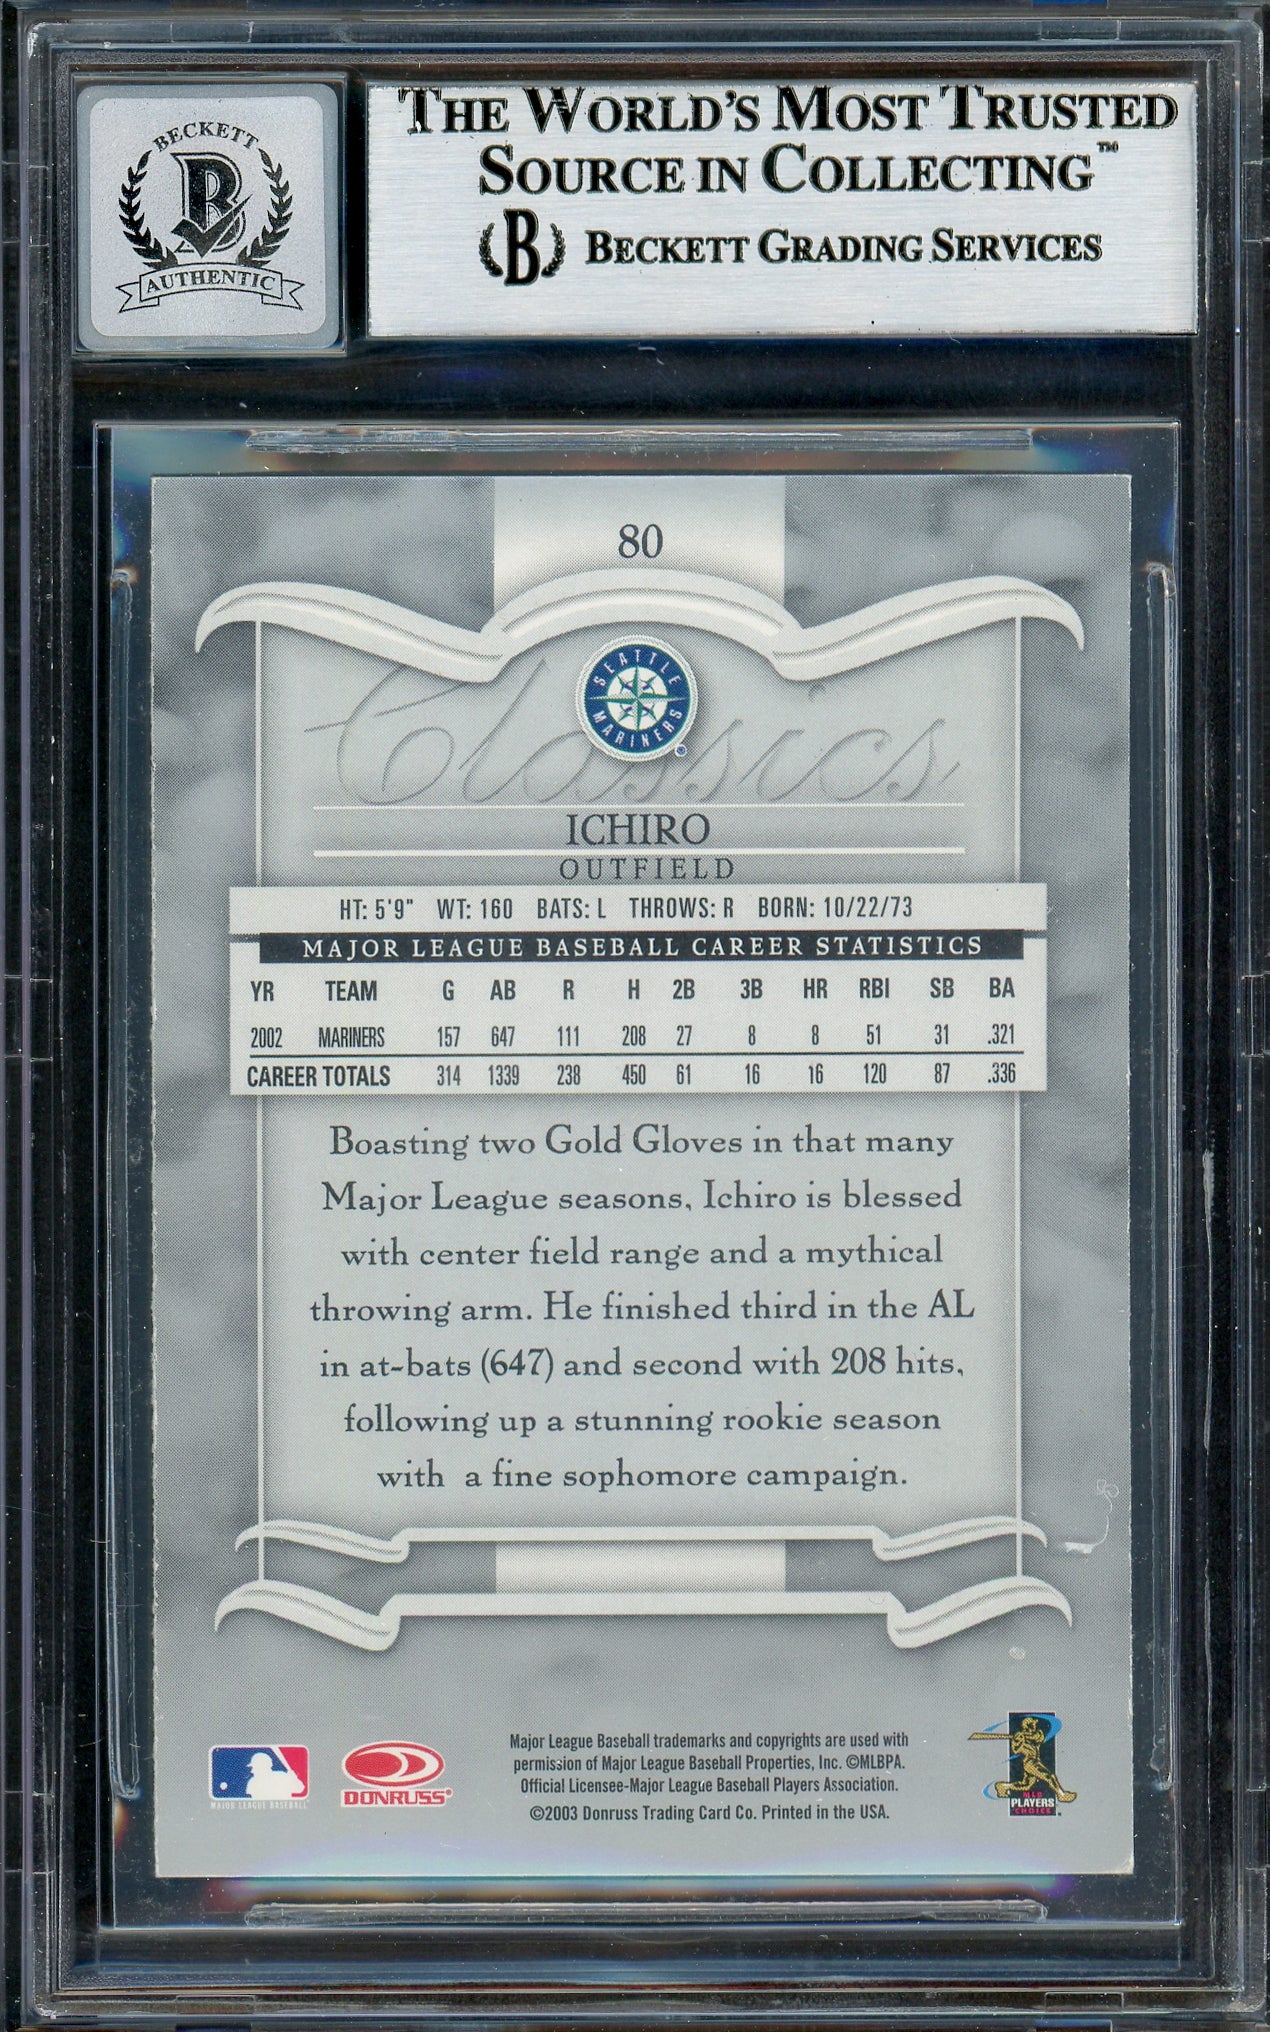 BECKETT
B
AUTHENTIC
THE WORLD'S MOST TRUSTED
SOURCE IN COLLECTING™
B BECKETT GRADING SERVICES
80
SEATTLE
MARINERS
®
Classics
ICHIRO
OUTFIELD
HT: 5'9" WT: 160 BATS: L THROWS: R BORN: 10/22/73
MAJOR LEAGUE BASEBALL CAREER STATISTICS
YR TEAM G AB R H 2B 3B HR RBI SB BA
2002 MARINERS 157 647 111 208 27 8 8 51 31 .321
CAREER TOTALS 314 1339 238 450 61 16 16 120 87 .336
Boasting two Gold Gloves in that many
Major League seasons, Ichiro is blessed
with center field range and a mythical
throwing arm. He finished third in the AL
in at-bats (647) and second with 208 hits,
following up a stunning rookie season
with a fine sophomore campaign.
MAJOR LEAGUE BASEBALL
DONRUSS®
Major League Baseball trademarks and copyrights are used with
permission of Major League Baseball Properties, Inc. ©MLBPA.
Official Licensee-Major League Baseball Players Association.
©2003 Donruss Trading Card Co. Printed in the USA.
MLB
PLAYERS
CHOICE